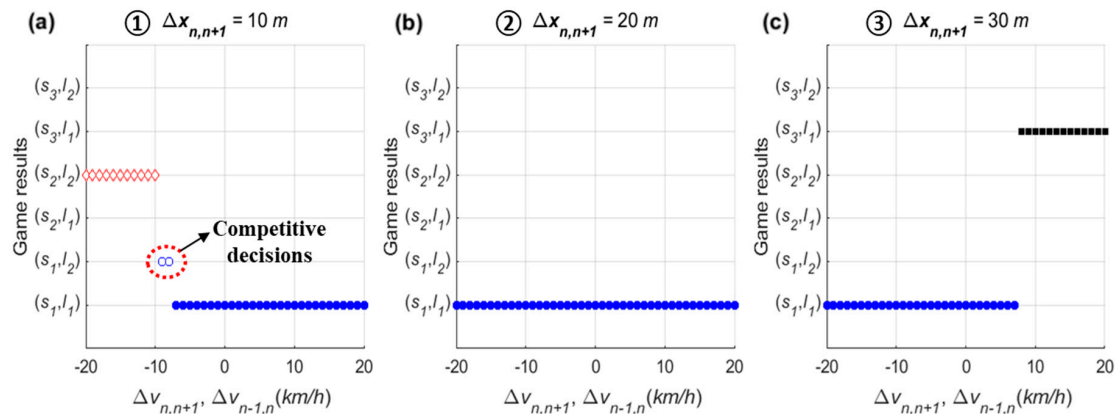 (a) ① Δx_{n,n+1} = 10 m
Game results
(s_3,l_2)
(s_3,l_1)
(s_2,l_2)
(s_2,l_1)
(s_1,l_2)
(s_1,l_1)
Competitive
decisions
-20 -10 0 10 20
Δv_{n,n+1}, Δv_{n-1,n}(km/h)
(b) ② Δx_{n,n+1} = 20 m
Game results
(s_3,l_2)
(s_3,l_1)
(s_2,l_2)
(s_2,l_1)
(s_1,l_2)
(s_1,l_1)
-20 -10 0 10 20
Δv_{n,n+1}, Δv_{n-1,n}(km/h)
(c) ③ Δx_{n,n+1} = 30 m
Game results
(s_3,l_2)
(s_3,l_1)
(s_2,l_2)
(s_2,l_1)
(s_1,l_2)
(s_1,l_1)
-20 -10 0 10 20
Δv_{n,n+1}, Δv_{n-1,n}(km/h)